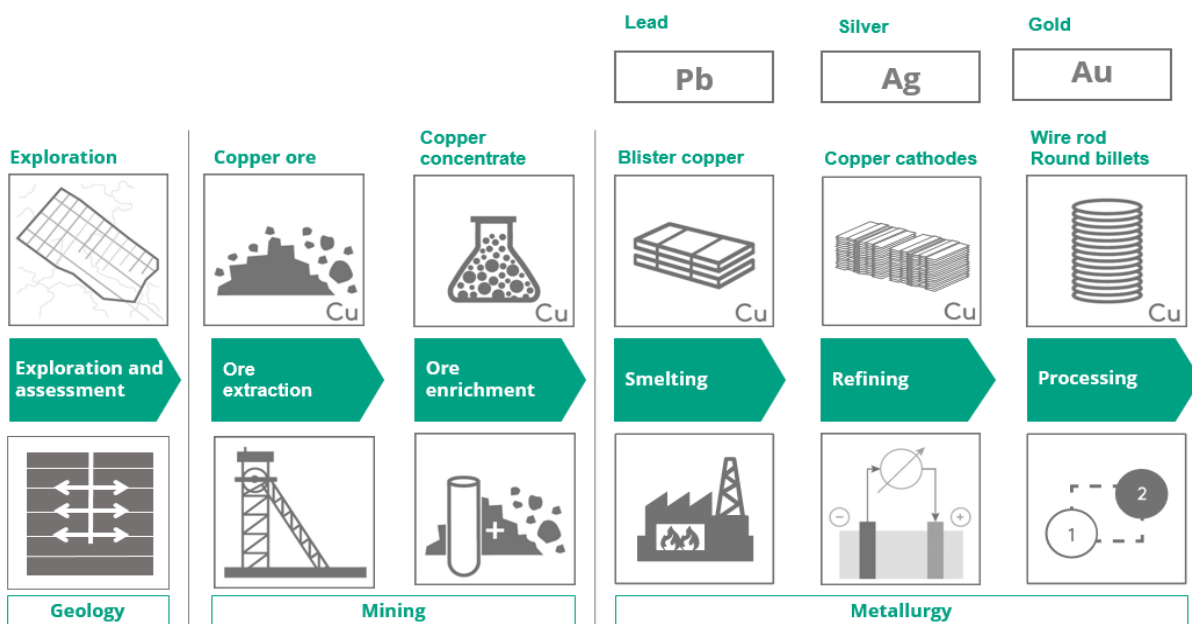 Lead
Silver
Gold
Pb
Ag
Au
Exploration
Copper ore
Copper
concentrate
Blister copper
Copper cathodes
Wire rod
Round billets
Cu
Cu
Cu
Cu
Cu
Exploration and
assessment
Ore
extraction
Ore
enrichment
Smelting
Refining
Processing
+
−
+
1
2
Geology
Mining
Metallurgy